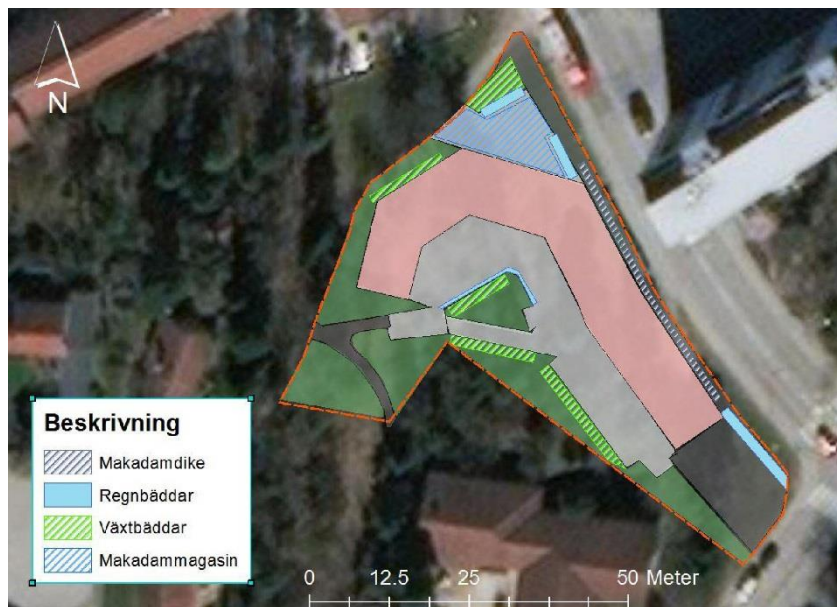 N
Beskrivning
Makadamdike
Regnbäddar
Växtbäddar
Makadammagasin
0 12.5 25 50 Meter